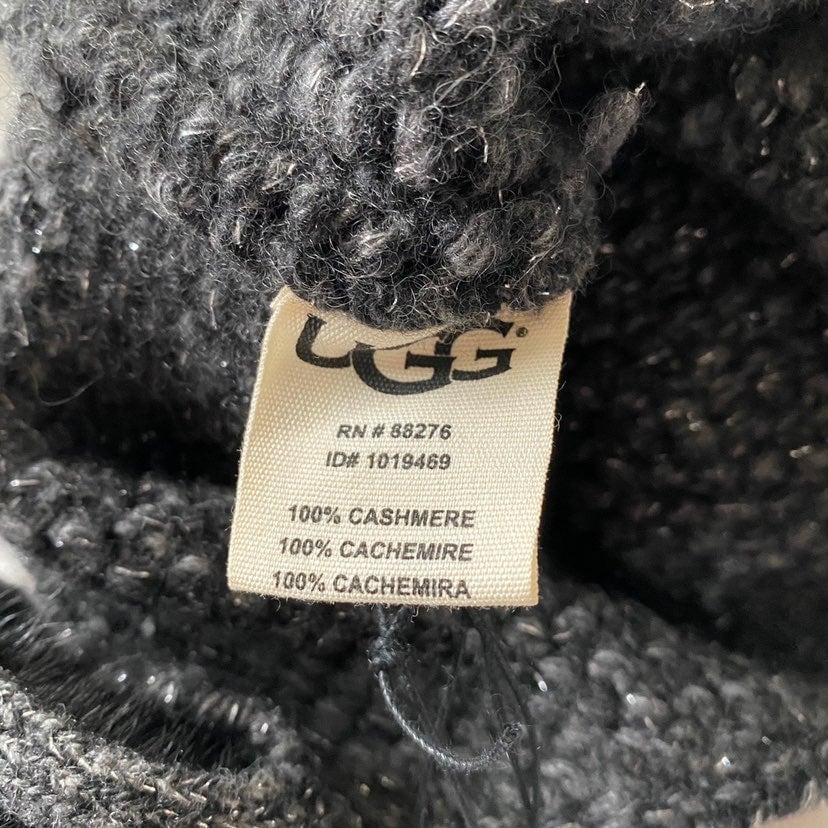 UGG®
RN # 88276
ID# 1019469
100% CASHMERE
100% CACHEMIRE
100% CACHEMIRA